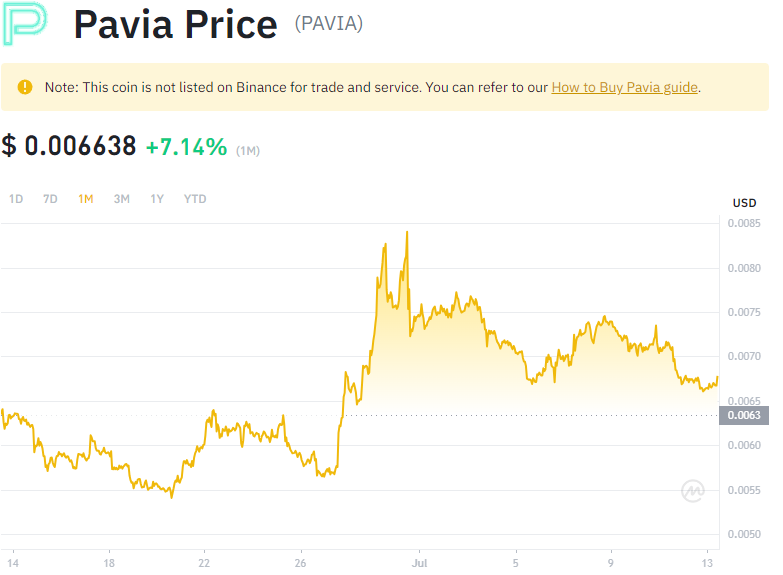 Pavia Price (PAVIA)
Note: This coin is not listed on Binance for trade and service. You can refer to our How to Buy Pavia guide.
$ 0.006638 +7.14% (1M)
1D 7D 1M 3M 1Y YTD
USD
0.0085
0.0080
0.0075
0.0070
0.0065
0.0063
0.0060
0.0055
0.0050
14 18 22 26 Jul 5 9 13